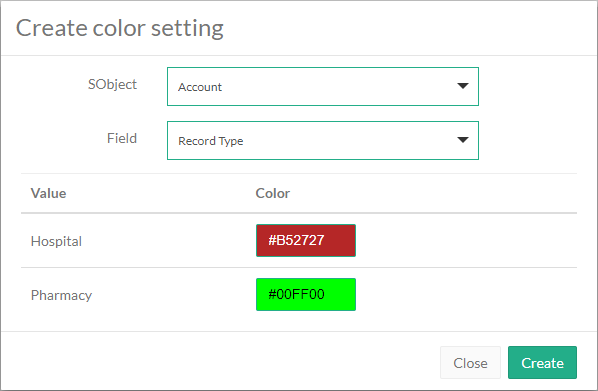 Create color setting
SObject Account
Field Record Type
Value Color
Hospital #B52727
Pharmacy #00FF00
Close Create